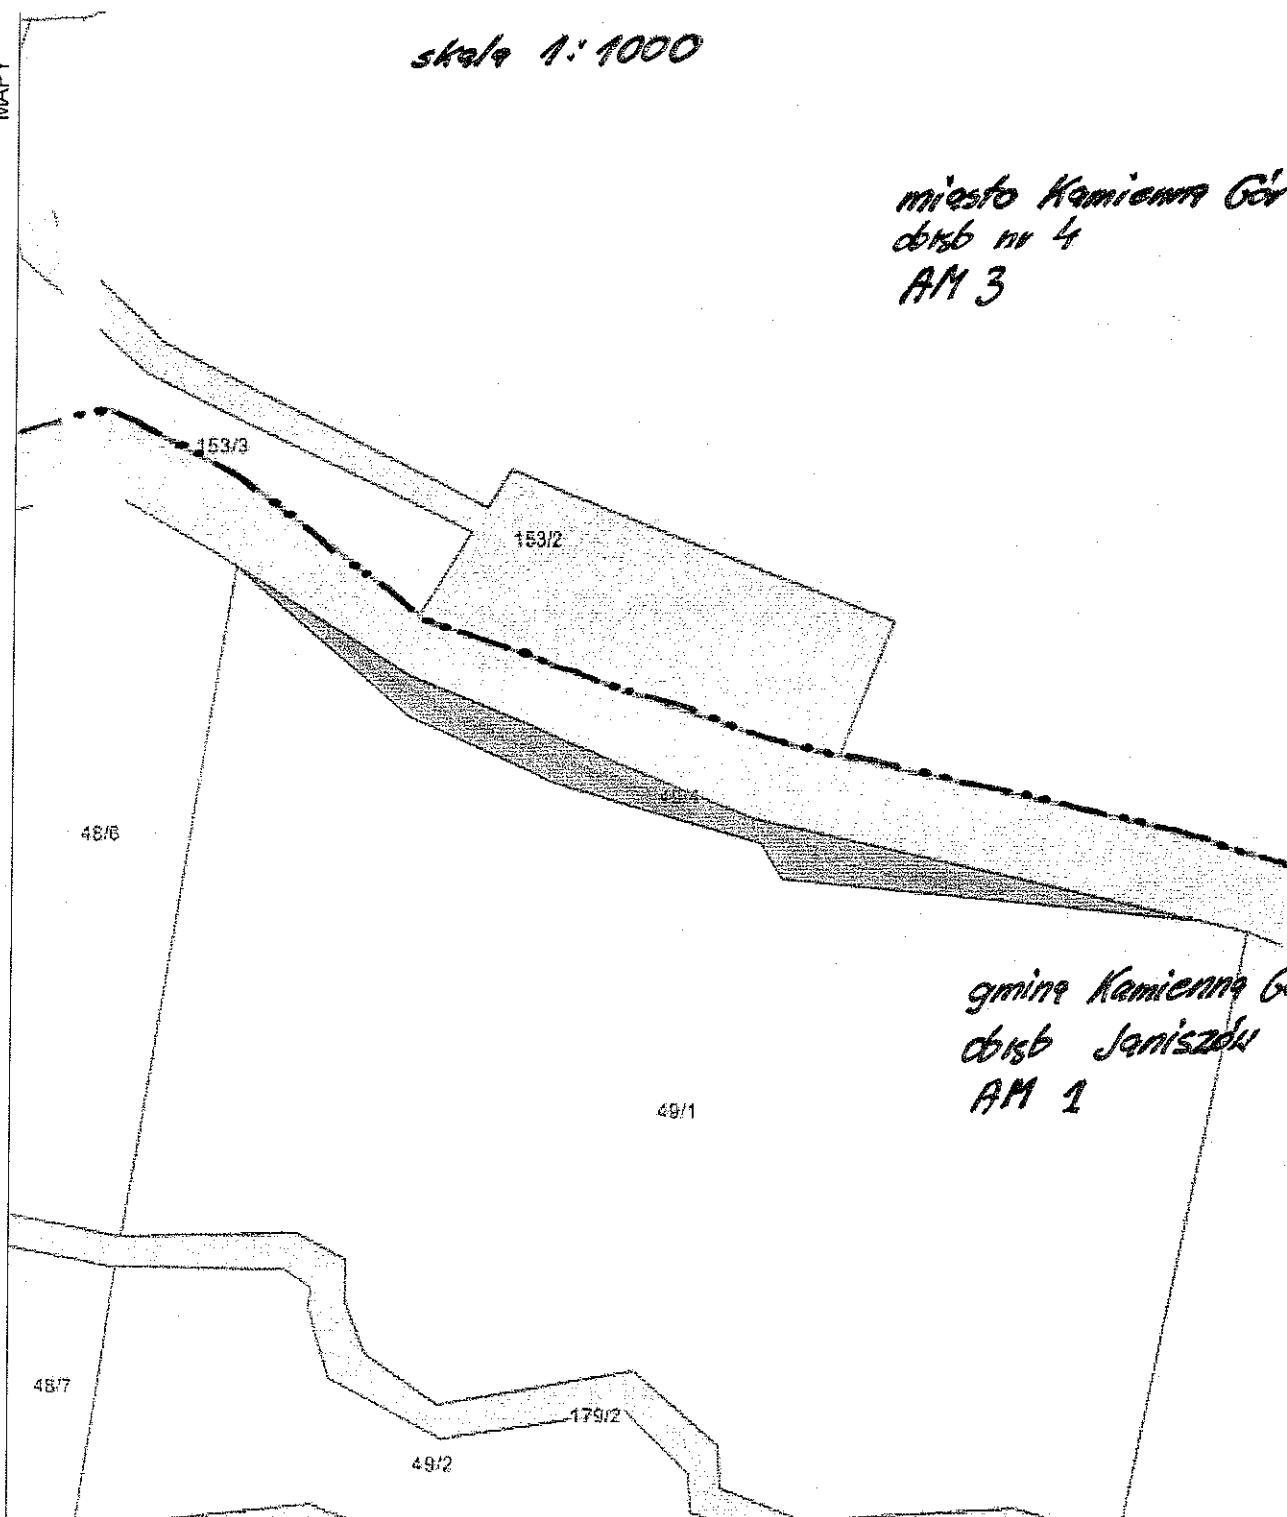 MAPY
skala 1:1000
miasto Kamienna Gór
obręb nr 4
AM 3
153/3
153/2
48/6
gmina Kamienna G
obręb Janiszów
AM 1
49/1
48/7
179/2
49/2